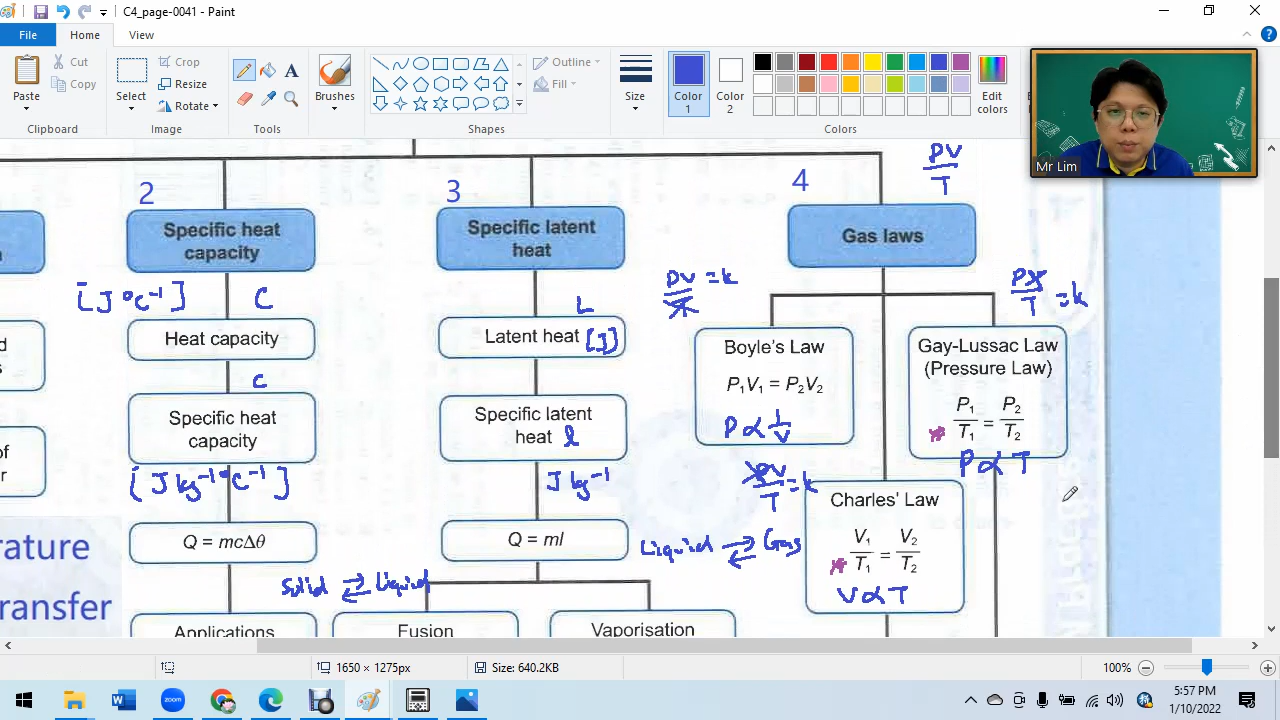 C4_page-0041 - Paint
File Home View
Paste Cut Copy
Clipboard
Select Crop Resize Rotate
Image
A
Tools
Brushes
Shapes
Outline
Fill
Size
Color 1
Color 2
Edit colors
Colors
Mr Lim
2
3
4
PV
T
Specific heat capacity
Specific latent heat
Gas laws
[J °C⁻¹]
C
Heat capacity
c
Specific heat capacity
[J kg⁻¹ °C⁻¹]
Q = mcΔθ
Applications
L
Latent heat [J]
Specific latent heat l
J kg⁻¹
Q = ml
Solid ⇌ Liquid
Liquid ⇌ Gas
Fusion
Vaporisation
PV = k
Boyle's Law
P₁V₁ = P₂V₂
P ∝ 1/V
PV/T = k
Charles' Law
V₁/T₁ = V₂/T₂
V ∝ T
PV/T = k
Gay-Lussac Law
(Pressure Law)
P₁/T₁ = P₂/T₂
P ∝ T
d
s
of
r
rature
ransfer
1650 × 1275px
Size: 640.2KB
100%
W
zoom
5:57 PM
1/10/2022